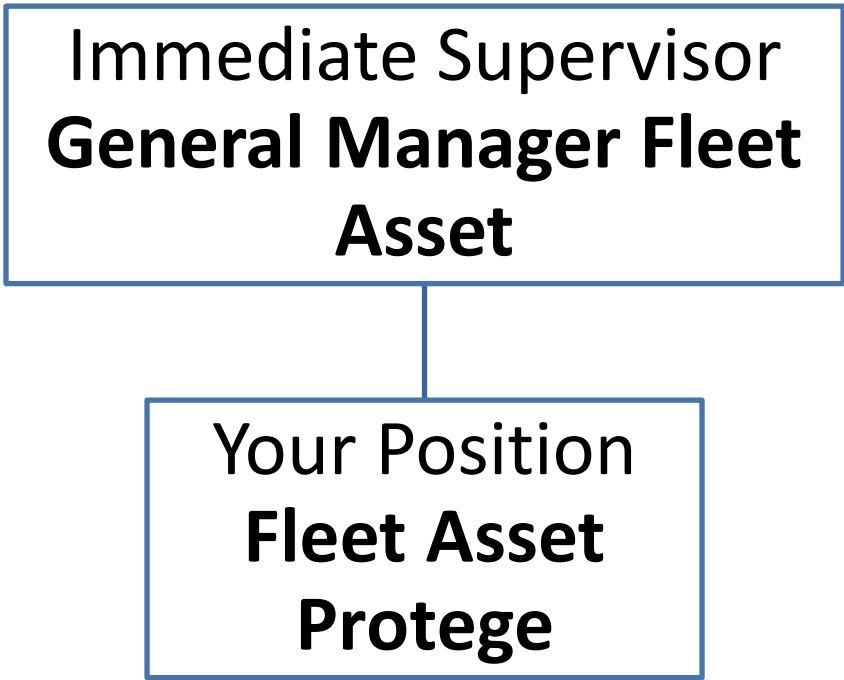 Immediate Supervisor
General Manager Fleet
Asset
Your Position
Fleet Asset
Protege